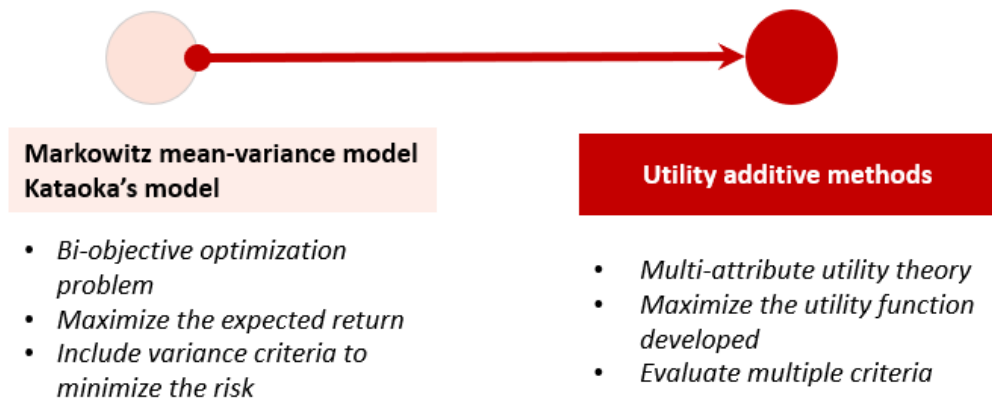 Markowitz mean-variance model
Kataoka's model
• Bi-objective optimization
problem
• Maximize the expected return
• Include variance criteria to
minimize the risk
Utility additive methods
• Multi-attribute utility theory
• Maximize the utility function
developed
• Evaluate multiple criteria